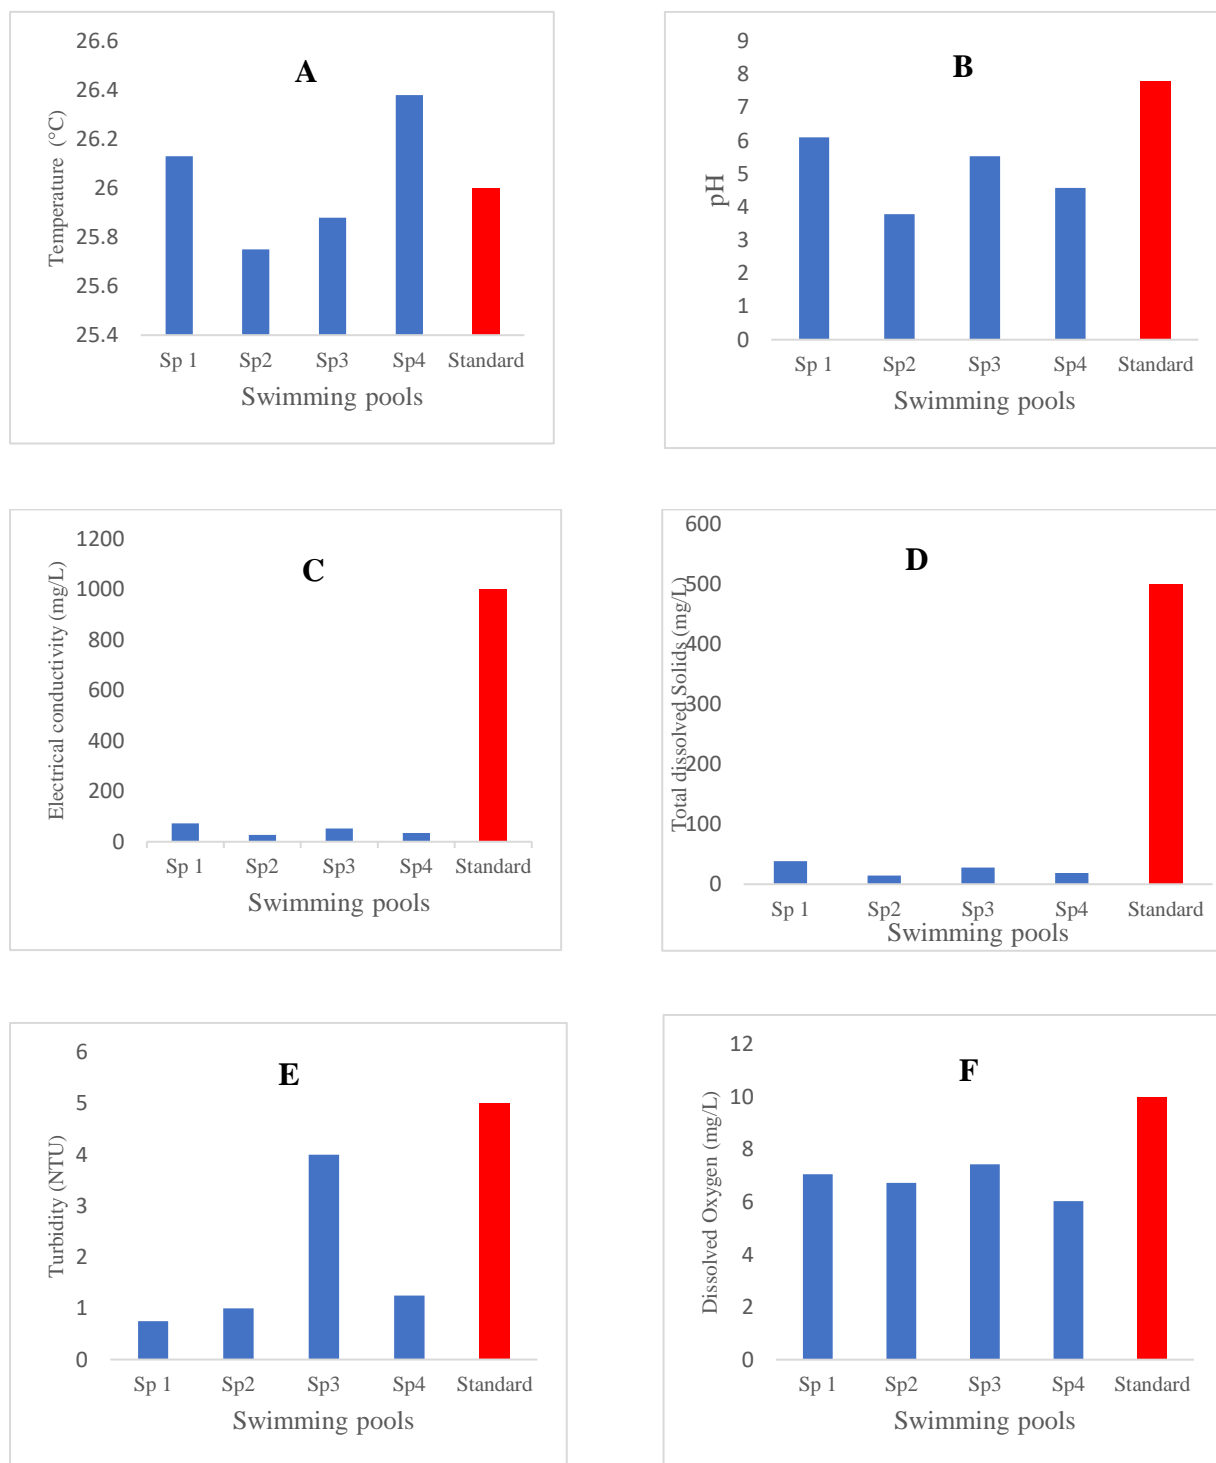 A
Temperature (°C)
26.6
26.4
26.2
26
25.8
25.6
25.4
Sp 1 Sp2 Sp3 Sp4 Standard
Swimming pools
B
pH
9
8
7
6
5
4
3
2
1
0
Sp 1 Sp2 Sp3 Sp4 Standard
Swimming pools
C
Electrical conductivity (mg/L)
1200
1000
800
600
400
200
0
Sp 1 Sp2 Sp3 Sp4 Standard
Swimming pools
D
Total dissolved Solids (mg/L)
600
500
400
300
200
100
0
Sp 1 Sp2 Sp3 Sp4 Standard
Swimming pools
E
Turbidity (NTU)
6
5
4
3
2
1
0
Sp 1 Sp2 Sp3 Sp4 Standard
Swimming pools
F
Dissolved Oxygen (mg/L)
12
10
8
6
4
2
0
Sp 1 Sp2 Sp3 Sp4 Standard
Swimming pools